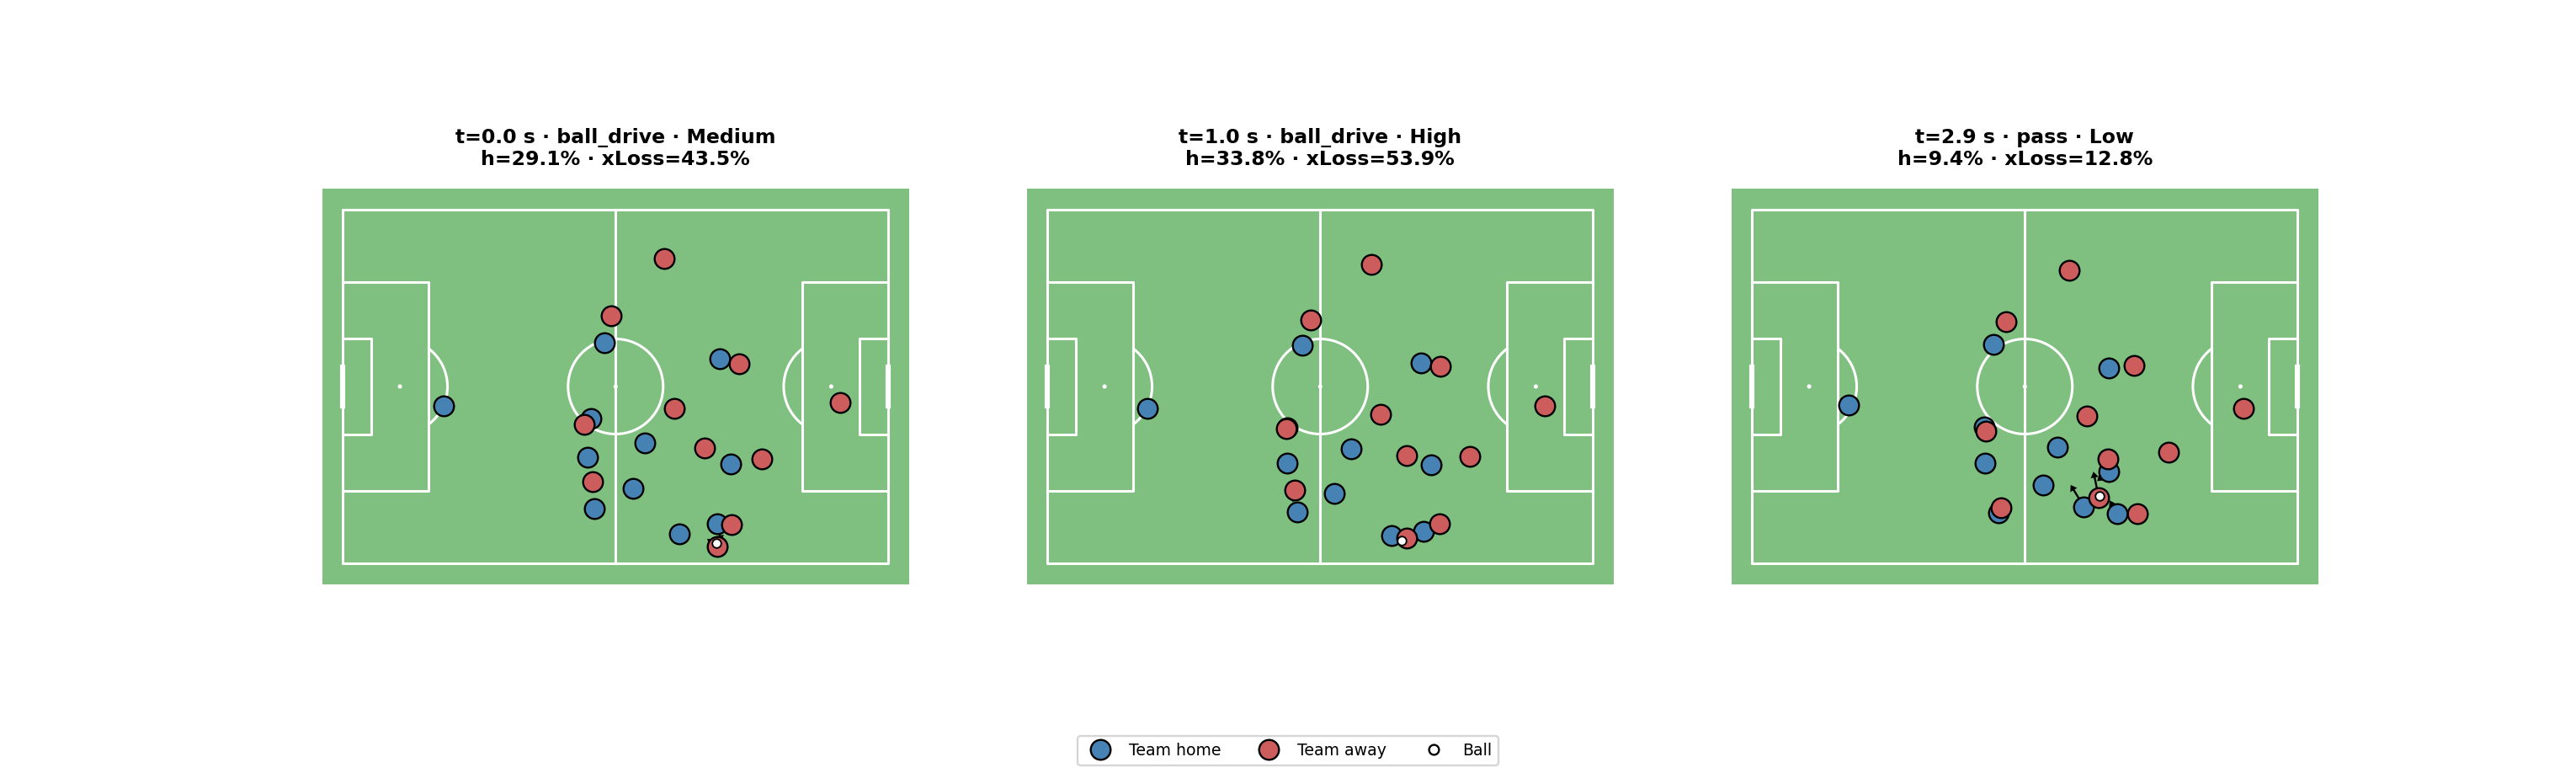 t=0.0 s · ball_drive · Medium
h=29.1% · xLoss=43.5%
t=1.0 s · ball_drive · High
h=33.8% · xLoss=53.9%
t=2.9 s · pass · Low
h=9.4% · xLoss=12.8%
Team home
Team away
Ball